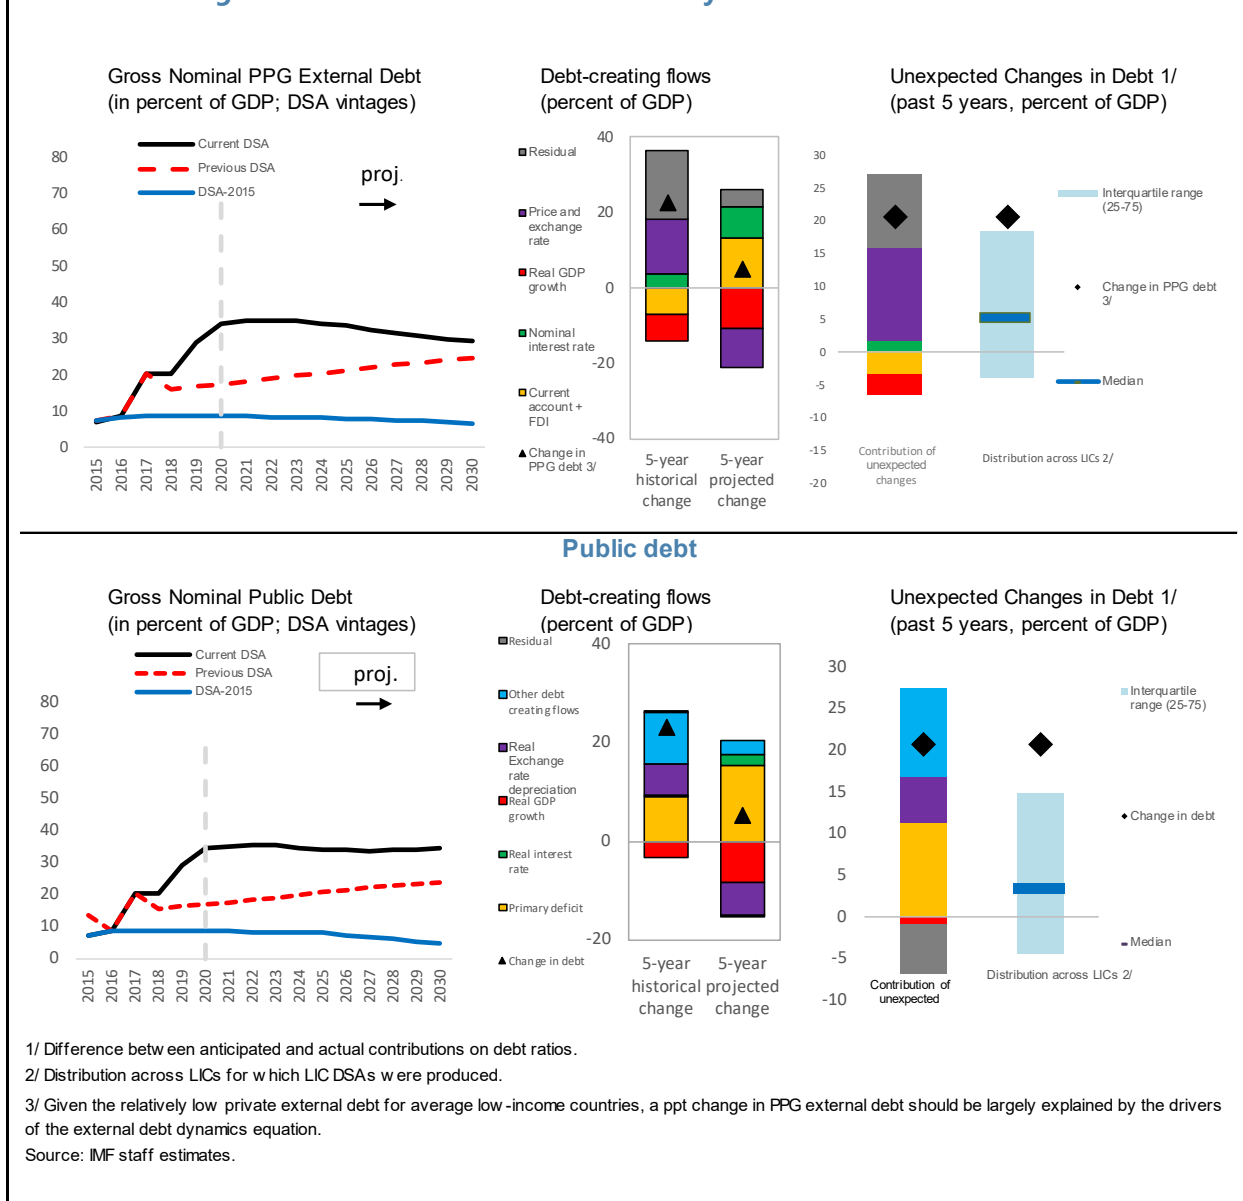 Gross Nominal PPG External Debt
(in percent of GDP; DSA vintages)
Current DSA
Previous DSA
DSA-2015
proj.
80
70
60
50
40
30
20
10
0
2015
2016
2017
2018
2019
2020
2021
2022
2023
2024
2025
2026
2027
2028
2029
2030
Debt-creating flows
(percent of GDP)
Residual
Price and
exchange
rate
Real GDP
growth
Nominal
interest rate
Current
account +
FDI
Change in
PPG debt 3/
40
20
0
-20
-40
5-year
historical
change
5-year
projected
change
Unexpected Changes in Debt 1/
(past 5 years, percent of GDP)
30
25
20
15
10
5
0
-5
-10
-15
-20
Contribution of
unexpected
changes
Distribution across LICs 2/
Interquartile range
(25-75)
Change in PPG debt
3/
Median
Public debt
Gross Nominal Public Debt
(in percent of GDP; DSA vintages)
Current DSA
Previous DSA
DSA-2015
proj.
80
70
60
50
40
30
20
10
0
2015
2016
2017
2018
2019
2020
2021
2022
2023
2024
2025
2026
2027
2028
2029
2030
Debt-creating flows
(percent of GDP)
Residual
Other debt
creating flows
Real
Exchange
rate
depreciation
Real GDP
growth
Real interest
rate
Primary deficit
Change in debt
40
20
0
-20
5-year
historical
change
5-year
projected
change
Unexpected Changes in Debt 1/
(past 5 years, percent of GDP)
30
25
20
15
10
5
0
-5
-10
Contribution of
unexpected
Distribution across LICs 2/
Interquartile
range (25-75)
Change in debt
Median
1/ Difference between anticipated and actual contributions on debt ratios.
2/ Distribution across LICs for which LIC DSAs were produced.
3/ Given the relatively low private external debt for average low-income countries, a ppt change in PPG external debt should be largely explained by the drivers
of the external debt dynamics equation.
Source: IMF staff estimates.